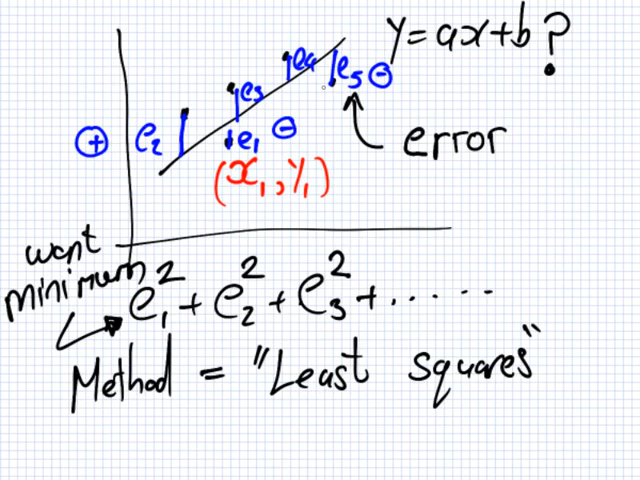 y = ax + b ?
e₄
e₃
e₅ ⊖
⊕ e₂
e₁ ⊖
error
(x₁, y₁)
want
minimum
e₁² + e₂² + e₃² + ......
Method = "Least squares"